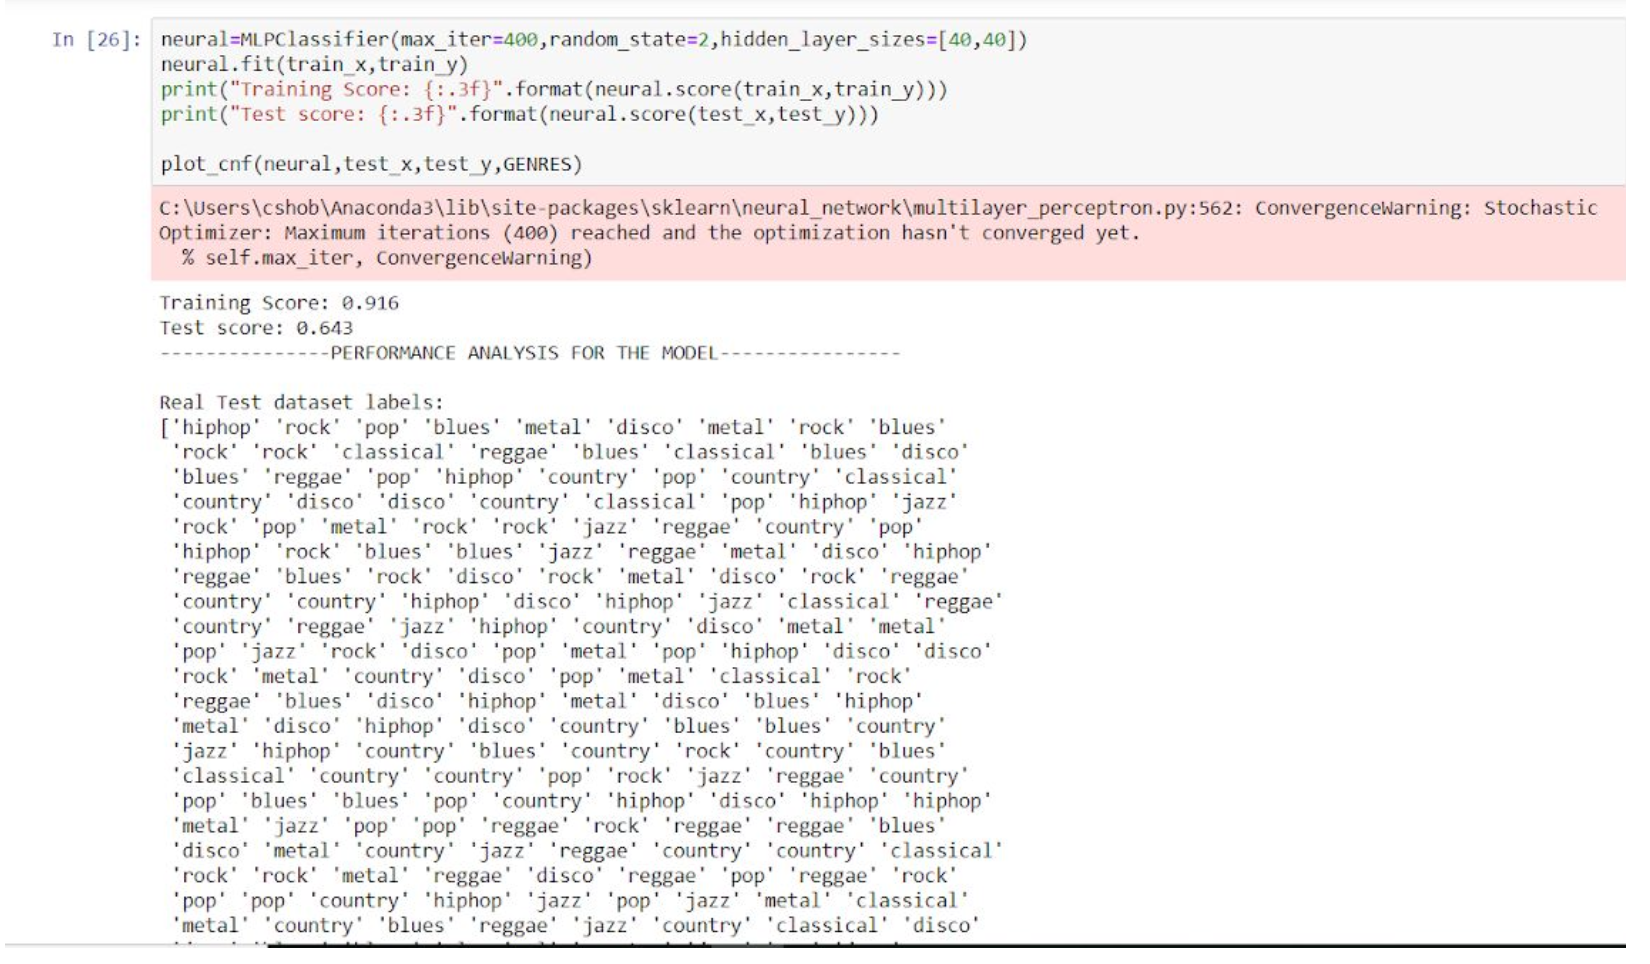 In [26]: neural=MLPClassifier(max_iter=400,random_state=2,hidden_layer_sizes=[40,40])
neural.fit(train_x,train_y)
print("Training Score: {:.3f}".format(neural.score(train_x,train_y)))
print("Test score: {:.3f}".format(neural.score(test_x,test_y)))
plot_cnf(neural,test_x,test_y,GENRES)
C:\Users\cshob\Anaconda3\lib\site-packages\sklearn\neural_network\multilayer_perceptron.py:562: ConvergenceWarning: Stochastic
Optimizer: Maximum iterations (400) reached and the optimization hasn't converged yet.
% self.max_iter, ConvergenceWarning)
Training Score: 0.916
Test score: 0.643
---------------PERFORMANCE ANALYSIS FOR THE MODEL----------------
Real Test dataset labels:
['hiphop' 'rock' 'pop' 'blues' 'metal' 'disco' 'metal' 'rock' 'blues'
'rock' 'rock' 'classical' 'reggae' 'blues' 'classical' 'blues' 'disco'
'blues' 'reggae' 'pop' 'hiphop' 'country' 'pop' 'country' 'classical'
'country' 'disco' 'disco' 'country' 'classical' 'pop' 'hiphop' 'jazz'
'rock' 'pop' 'metal' 'rock' 'rock' 'jazz' 'reggae' 'country' 'pop'
'hiphop' 'rock' 'blues' 'blues' 'jazz' 'reggae' 'metal' 'disco' 'hiphop'
'reggae' 'blues' 'rock' 'disco' 'rock' 'metal' 'disco' 'rock' 'reggae'
'country' 'country' 'hiphop' 'disco' 'hiphop' 'jazz' 'classical' 'reggae'
'country' 'reggae' 'jazz' 'hiphop' 'country' 'disco' 'metal' 'metal'
'pop' 'jazz' 'rock' 'disco' 'pop' 'metal' 'pop' 'hiphop' 'disco' 'disco'
'rock' 'metal' 'country' 'disco' 'pop' 'metal' 'classical' 'rock'
'reggae' 'blues' 'disco' 'hiphop' 'metal' 'disco' 'blues' 'hiphop'
'metal' 'disco' 'hiphop' 'disco' 'country' 'blues' 'blues' 'country'
'jazz' 'hiphop' 'country' 'blues' 'country' 'rock' 'country' 'blues'
'classical' 'country' 'country' 'pop' 'rock' 'jazz' 'reggae' 'country'
'pop' 'blues' 'blues' 'pop' 'country' 'hiphop' 'disco' 'hiphop' 'hiphop'
'metal' 'jazz' 'pop' 'pop' 'reggae' 'rock' 'reggae' 'reggae' 'blues'
'disco' 'metal' 'country' 'jazz' 'reggae' 'country' 'country' 'classical'
'rock' 'rock' 'metal' 'reggae' 'disco' 'reggae' 'pop' 'reggae' 'rock'
'pop' 'pop' 'country' 'hiphop' 'jazz' 'pop' 'jazz' 'metal' 'classical'
'metal' 'country' 'blues' 'reggae' 'jazz' 'country' 'classical' 'disco'